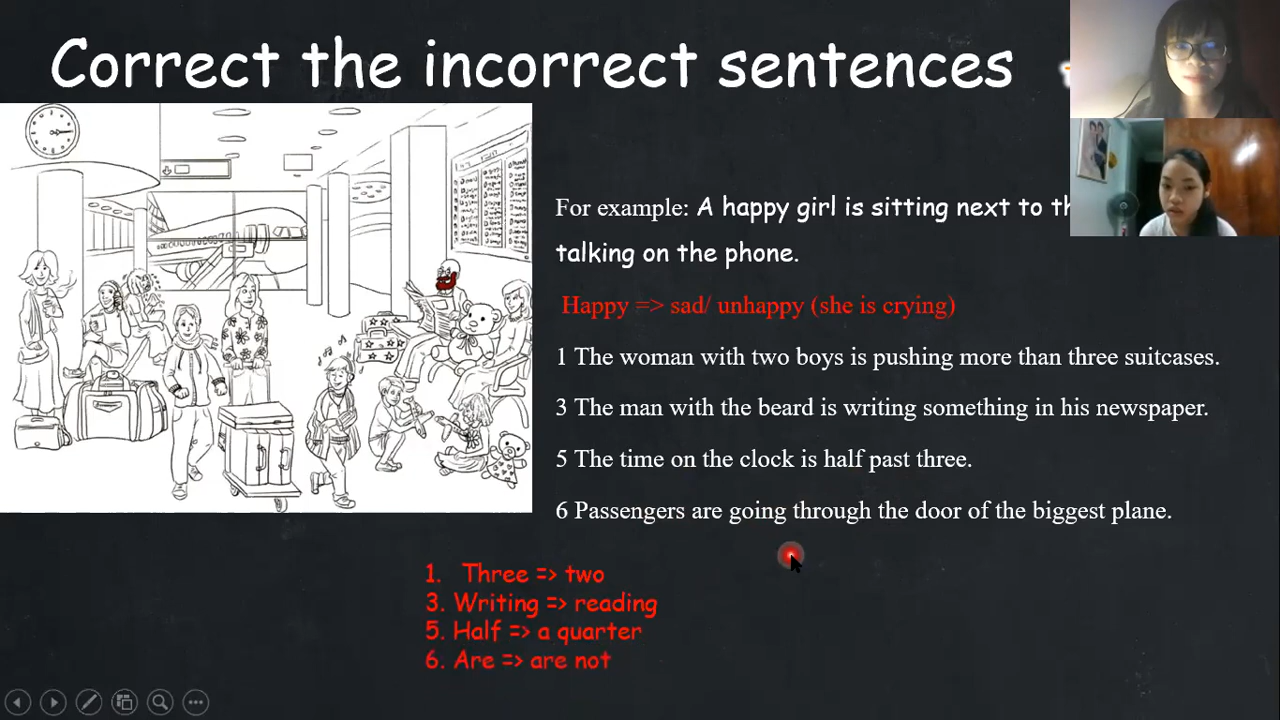 Correct the incorrect sentences
For example: A happy girl is sitting next to
talking on the phone.
Happy => sad/ unhappy (she is crying)
1 The woman with two boys is pushing more than three suitcases.
3 The man with the beard is writing something in his newspaper.
5 The time on the clock is half past three.
6 Passengers are going through the door of the biggest plane.
1. Three => two
3. Writing => reading
5. Half => a quarter
6. Are => are not